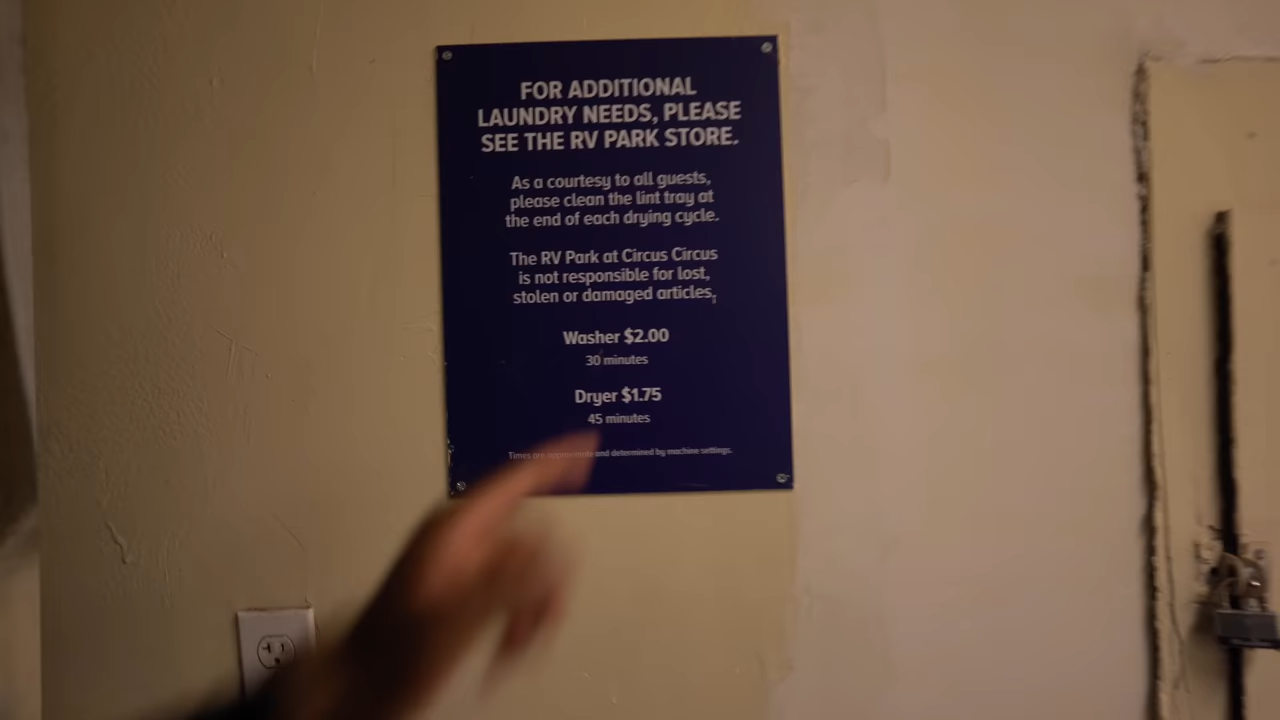 FOR ADDITIONAL
LAUNDRY NEEDS, PLEASE
SEE THE RV PARK STORE.
As a courtesy to all guests,
please clean the lint tray at
the end of each drying cycle.
The RV Park at Circus Circus
is not responsible for lost,
stolen or damaged articles,
Washer $2.00
30 minutes
Dryer $1.75
45 minutes
Times are approximate and determined by machine settings.